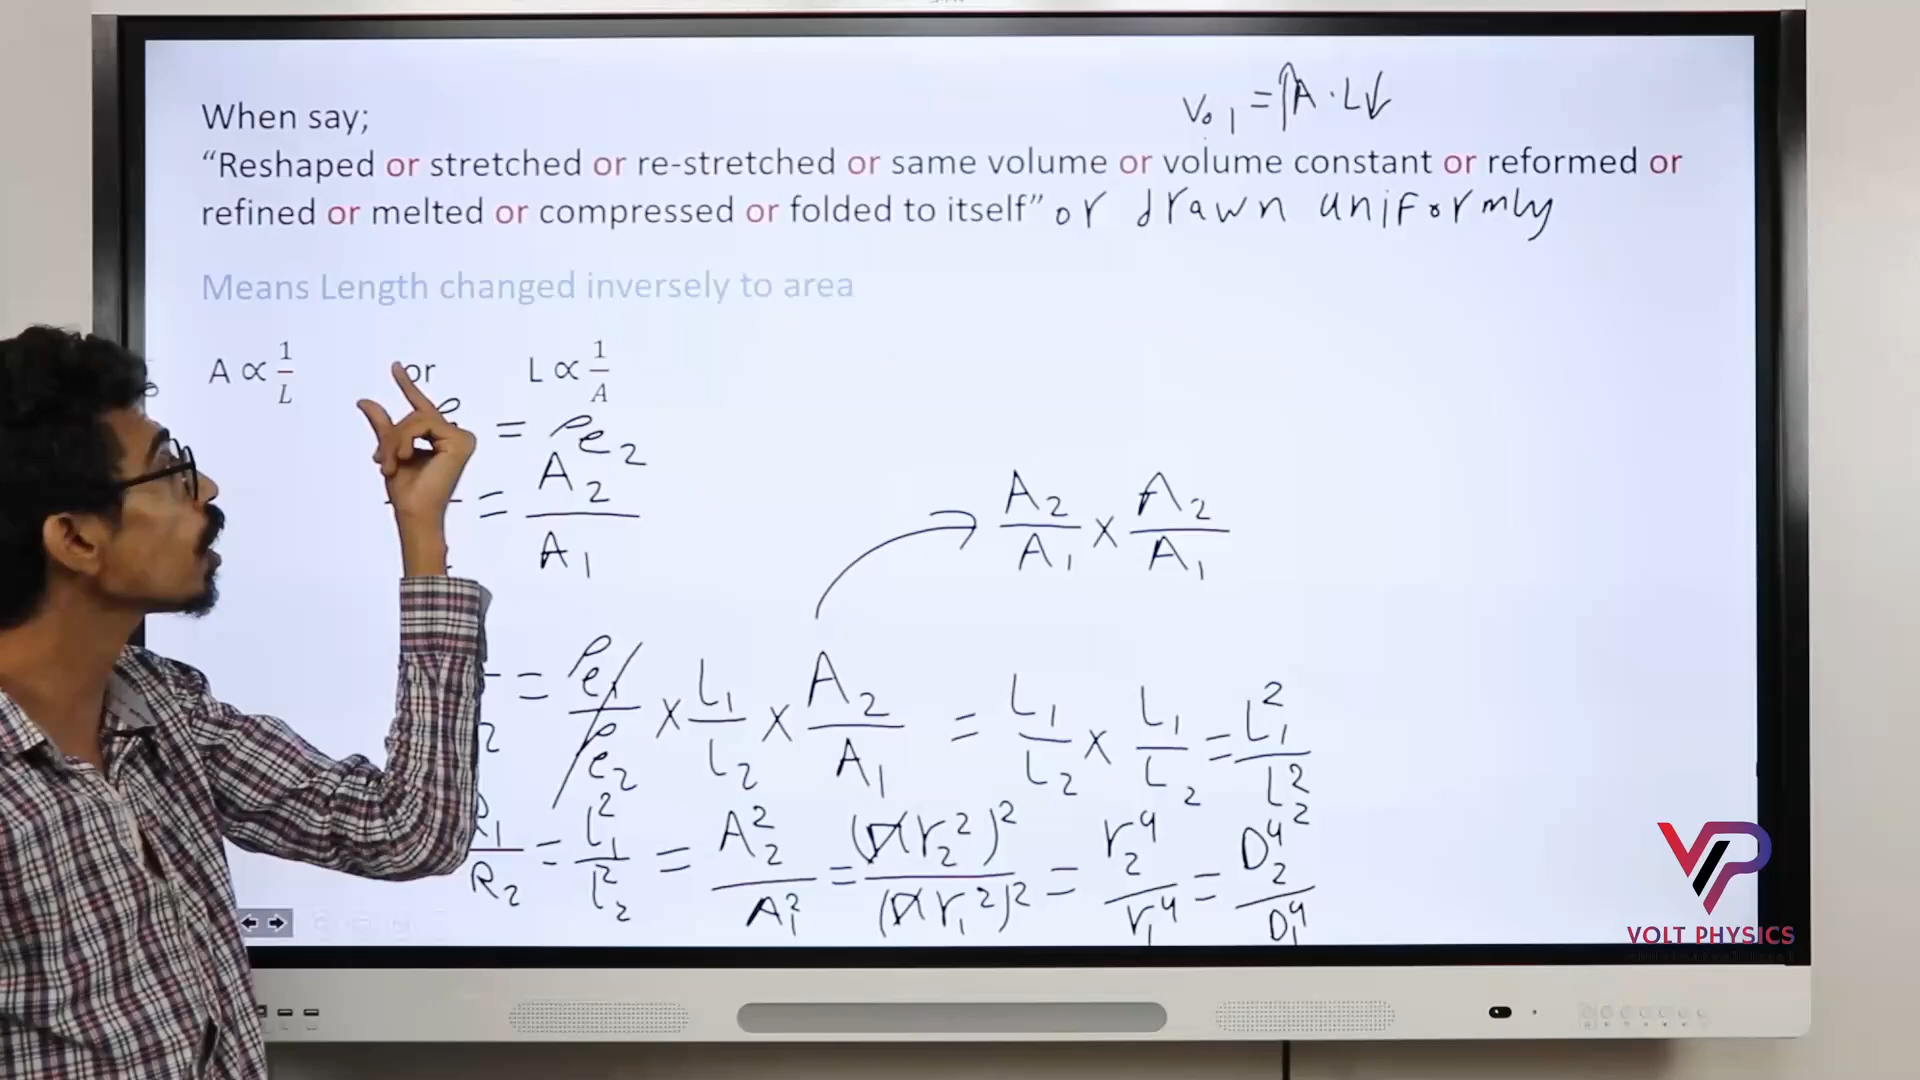 Vol = ↑A · L↓
When say;
“Reshaped or stretched or re-stretched or same volume or volume constant or reformed or
refined or melted or compressed or folded to itself” or drawn uniformly
Means Length changed inversely to area
A ∝ 1/L or L ∝ 1/A
= ρe2
= A2/A1
A2/A1 × A2/A1
= ρe1/ρe2 × L1/L2 × A2/A1 = L1/L2 × L1/L2 = L1²/L2²
R1/R2 = L1²/L2² = A2²/A1² = (πr2²)²/(πr1²)² = r2⁴/r1⁴ = D2⁴/D1⁴
VP
VOLT PHYSICS